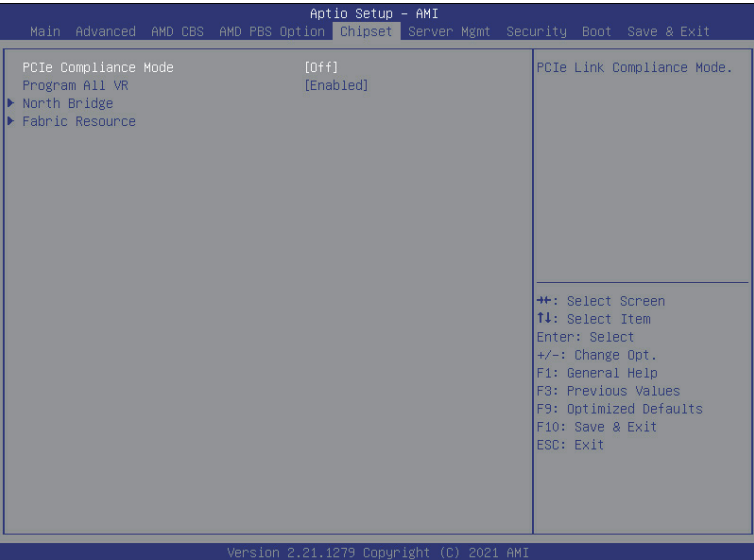 Aptio Setup – AMI
Main Advanced AMD CBS AMD PBS Option Chipset Server Mgmt Security Boot Save & Exit
PCIe Compliance Mode [Off]
Program All VR [Enabled]
North Bridge
Fabric Resource
PCIe Link Compliance Mode.
→←: Select Screen
↑↓: Select Item
Enter: Select
+/-: Change Opt.
F1: General Help
F3: Previous Values
F9: Optimized Defaults
F10: Save & Exit
ESC: Exit
Version 2.21.1279 Copyright (C) 2021 AMI